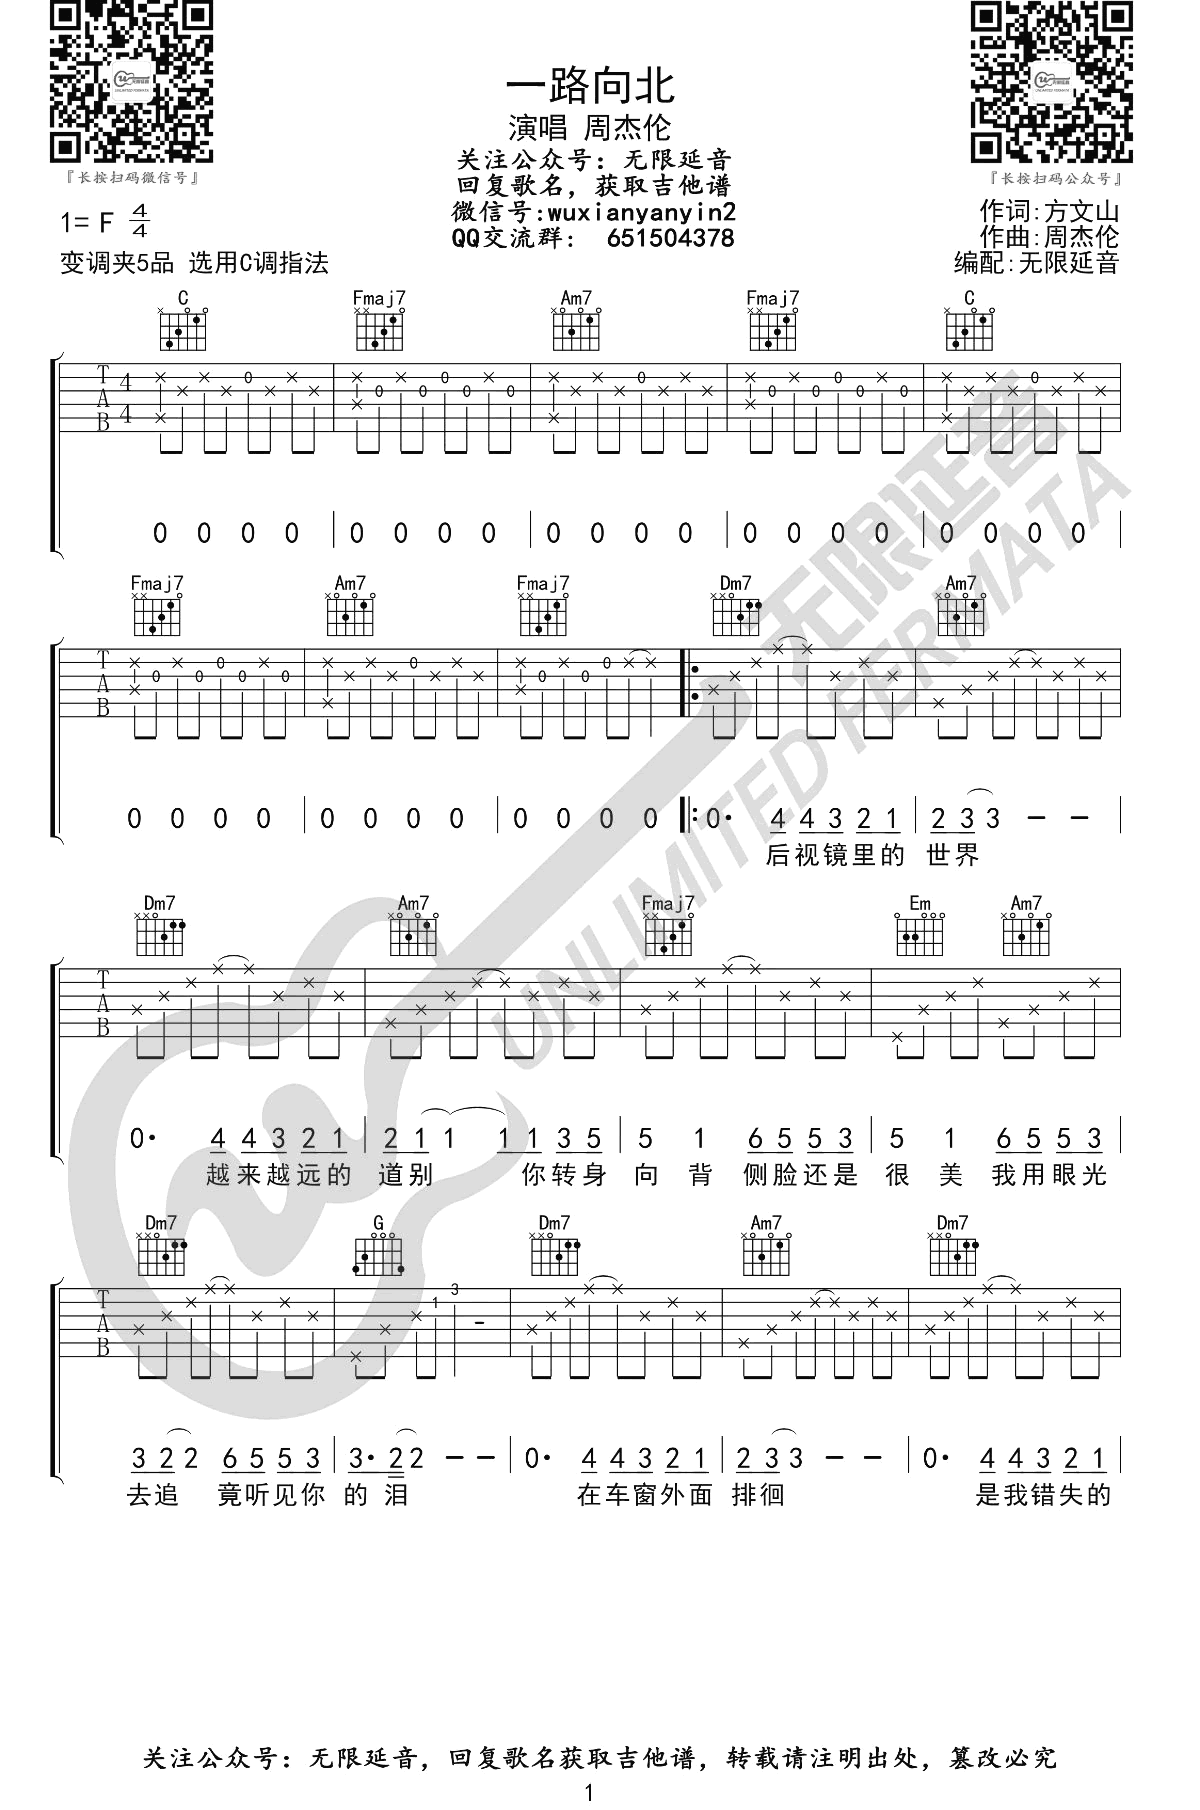 一路向北
演唱 周杰伦
关注公众号：无限延音
回复歌名，获取吉他谱
微信号:wuxianyanyin2
QQ交流群： 651504378
『长按扫码微信号』
『长按扫码公众号』
1= F 4/4
变调夹5品 选用C调指法
作词:方文山
作曲:周杰伦
编配:无限延音
C Fmaj7 Am7 Fmaj7 C
T A B 4 4
0 0 0 0 0 0 0 0 0 0 0 0 0 0 0 0 0 0 0 0
Fmaj7 Am7 Fmaj7 Dm7 Am7
T A B
0 0 0 0 0 0 0 0 0 0 0 0 0· 4 4 3 2 1 2 3 3 — —
后视镜里的 世界
Dm7 Am7 Fmaj7 Em Am7
T A B
0· 4 4 3 2 1 2 1 1 1 1 3 5 5 1 6 5 5 3 5 1 6 5 5 3
越来越远的 道别 你转身 向 背 侧脸还是 很 美 我用眼光
Dm7 G Dm7 Am7 Dm7
T A B 1 3 -
3 2 2 6 5 5 3 3· 2 2 — — 0· 4 4 3 2 1 2 3 3 — — 0· 4 4 3 2 1
去追 竟听见你 的 泪 在车窗外面 排徊 是我错失的
无限延音
UNLIMITED FERMATA
关注公众号：无限延音，回复歌名获取吉他谱，转载请注明出处，篡改必究
1